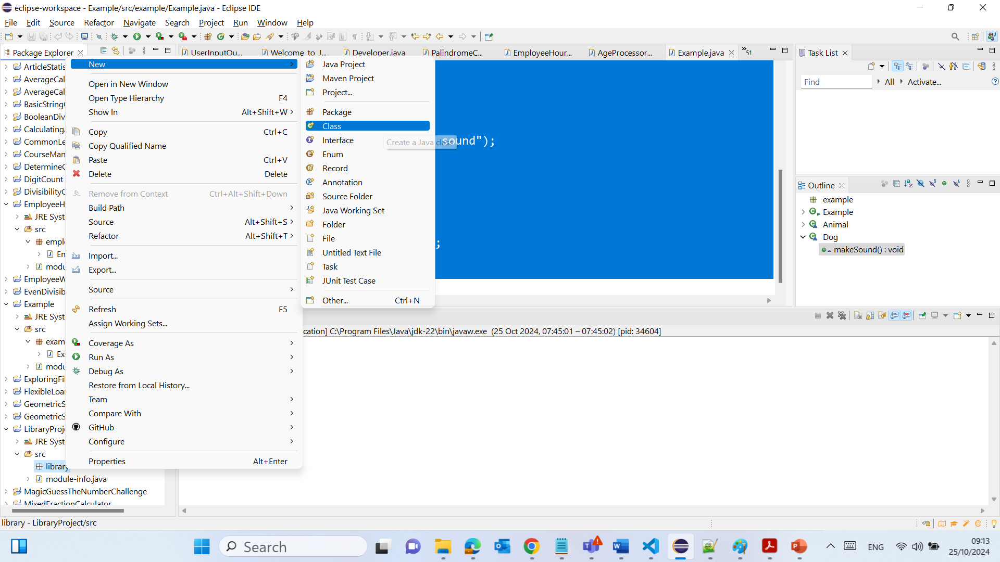 eclipse-workspace - Example/src/example/Example.java - Eclipse IDE
File Edit Source Refactor Navigate Search Project Run Window Help
Package Explorer
UserInputOu... Welcome_to_J... Developer.java PalindromeC... EmployeeHour... AgeProcessor... Example.java »51
Task List
Find All Activate...
ArticleStatis
AverageCal
AverageCal
BasicString
BooleanDiv
Calculating
CommonLe
CourseMan
Determine
DigitCount
Divisibility
EmployeeH
JRE Syst
src
emplo
En
modu
EmployeeW
EvenDivisib
Example
JRE Syst
src
exam
Ex
modu
ExploringFil
FlexibleLoar
GeometricS
GeometricS
LibraryProj
JRE Syst
src
library
module-info.java
MagicGuessTheNumberChallenge
MixedFractionCalculator
New
Open in New Window
Open Type Hierarchy F4
Show In Alt+Shift+W
Copy Ctrl+C
Copy Qualified Name
Paste Ctrl+V
Delete Delete
Remove from Context Ctrl+Alt+Shift+Down
Build Path
Source Alt+Shift+S
Refactor Alt+Shift+T
Import...
Export...
Source
Refresh F5
Assign Working Sets...
Coverage As
Run As
Debug As
Restore from Local History...
Team
Compare With
GitHub
Configure
Properties Alt+Enter
Java Project
Maven Project
Project...
Package
Class
Interface
Enum
Record
Annotation
Source Folder
Java Working Set
Folder
File
Untitled Text File
Task
JUnit Test Case
Other... Ctrl+N
Create a Java class
sound");
;
Outline
example
Example
Animal
Dog
makeSound() : void
cation] C:\Program Files\Java\jdk-22\bin\javaw.exe (25 Oct 2024, 07:45:01 – 07:45:02) [pid: 34604]
library - LibraryProject/src
Search
ENG
09:13
25/10/2024